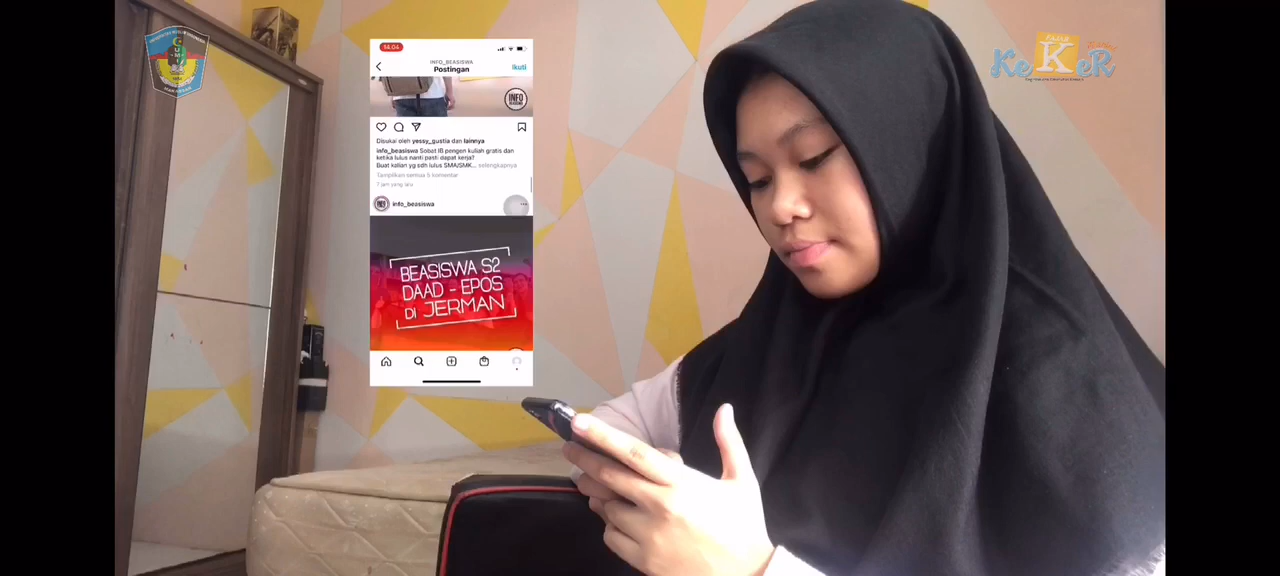 14.04
INFO_BEASISWA
Postingan
Ikuti
INFO
BEASISWA
Disukai oleh yessy_gustia dan lainnya
info_beasiswa Sobat IB pengen kuliah gratis dan
ketika lulus nanti pasti dapat kerja?
Buat kalian yg sdh lulus SMA/SMK... selengkapnya
Tampilkan semua 5 komentar
7 jam yang lalu
info_beasiswa
BEASISWA S2
DAAD - EPOS
DI JERMAN
KeKeR